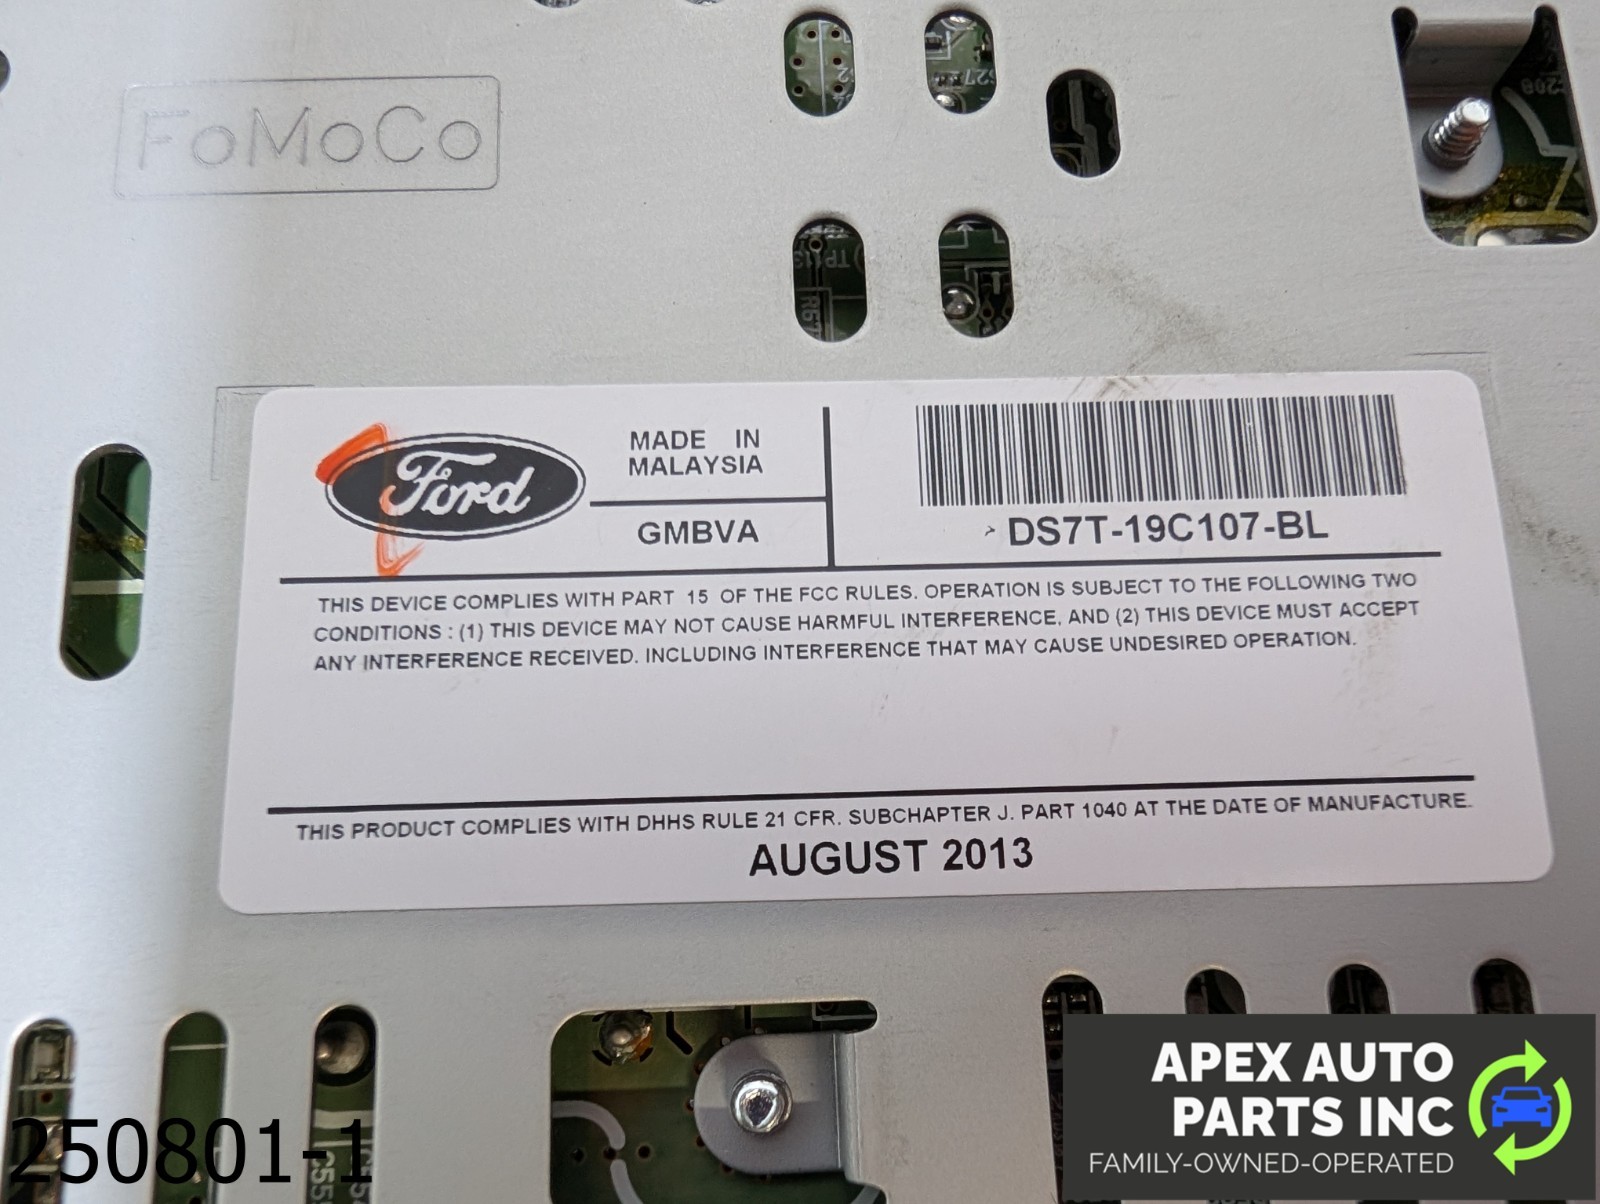 FoMoCo
Ford
MADE IN
MALAYSIA
GMBVA
DS7T-19C107-BL
THIS DEVICE COMPLIES WITH PART 15 OF THE FCC RULES. OPERATION IS SUBJECT TO THE FOLLOWING TWO
CONDITIONS : (1) THIS DEVICE MAY NOT CAUSE HARMFUL INTERFERENCE, AND (2) THIS DEVICE MUST ACCEPT
ANY INTERFERENCE RECEIVED. INCLUDING INTERFERENCE THAT MAY CAUSE UNDESIRED OPERATION.
THIS PRODUCT COMPLIES WITH DHHS RULE 21 CFR. SUBCHAPTER J. PART 1040 AT THE DATE OF MANUFACTURE.
AUGUST 2013
APEX AUTO
PARTS INC
FAMILY-OWNED-OPERATED
250801-1